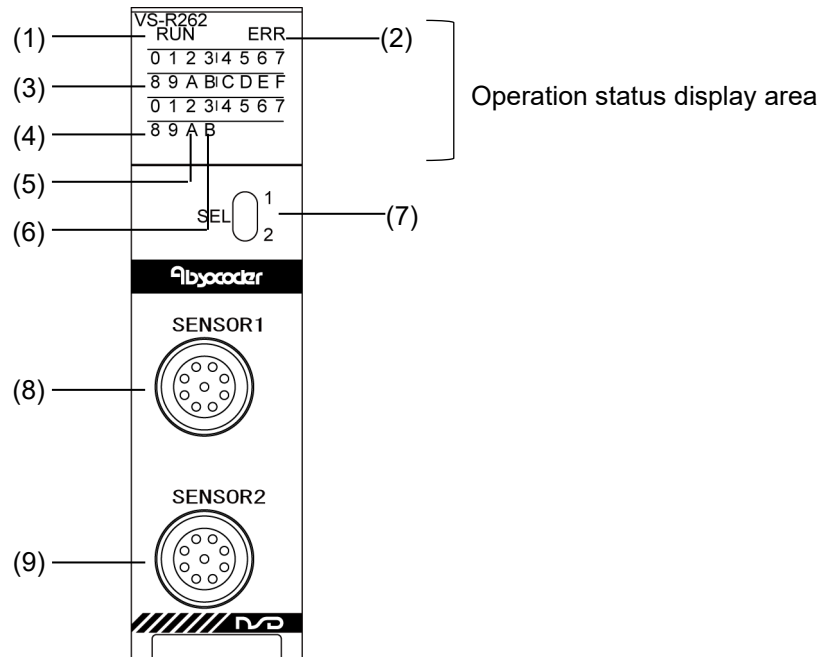 VS-R262
(1) RUN ERR (2)
0 1 2 3 4 5 6 7
(3) 8 9 A B C D E F
0 1 2 3 4 5 6 7
(4) 8 9 A B
Operation status display area
(5)
(6) SEL 1 2 (7)
Abyocoder
SENSOR1
(8)
SENSOR2
(9)
NSD